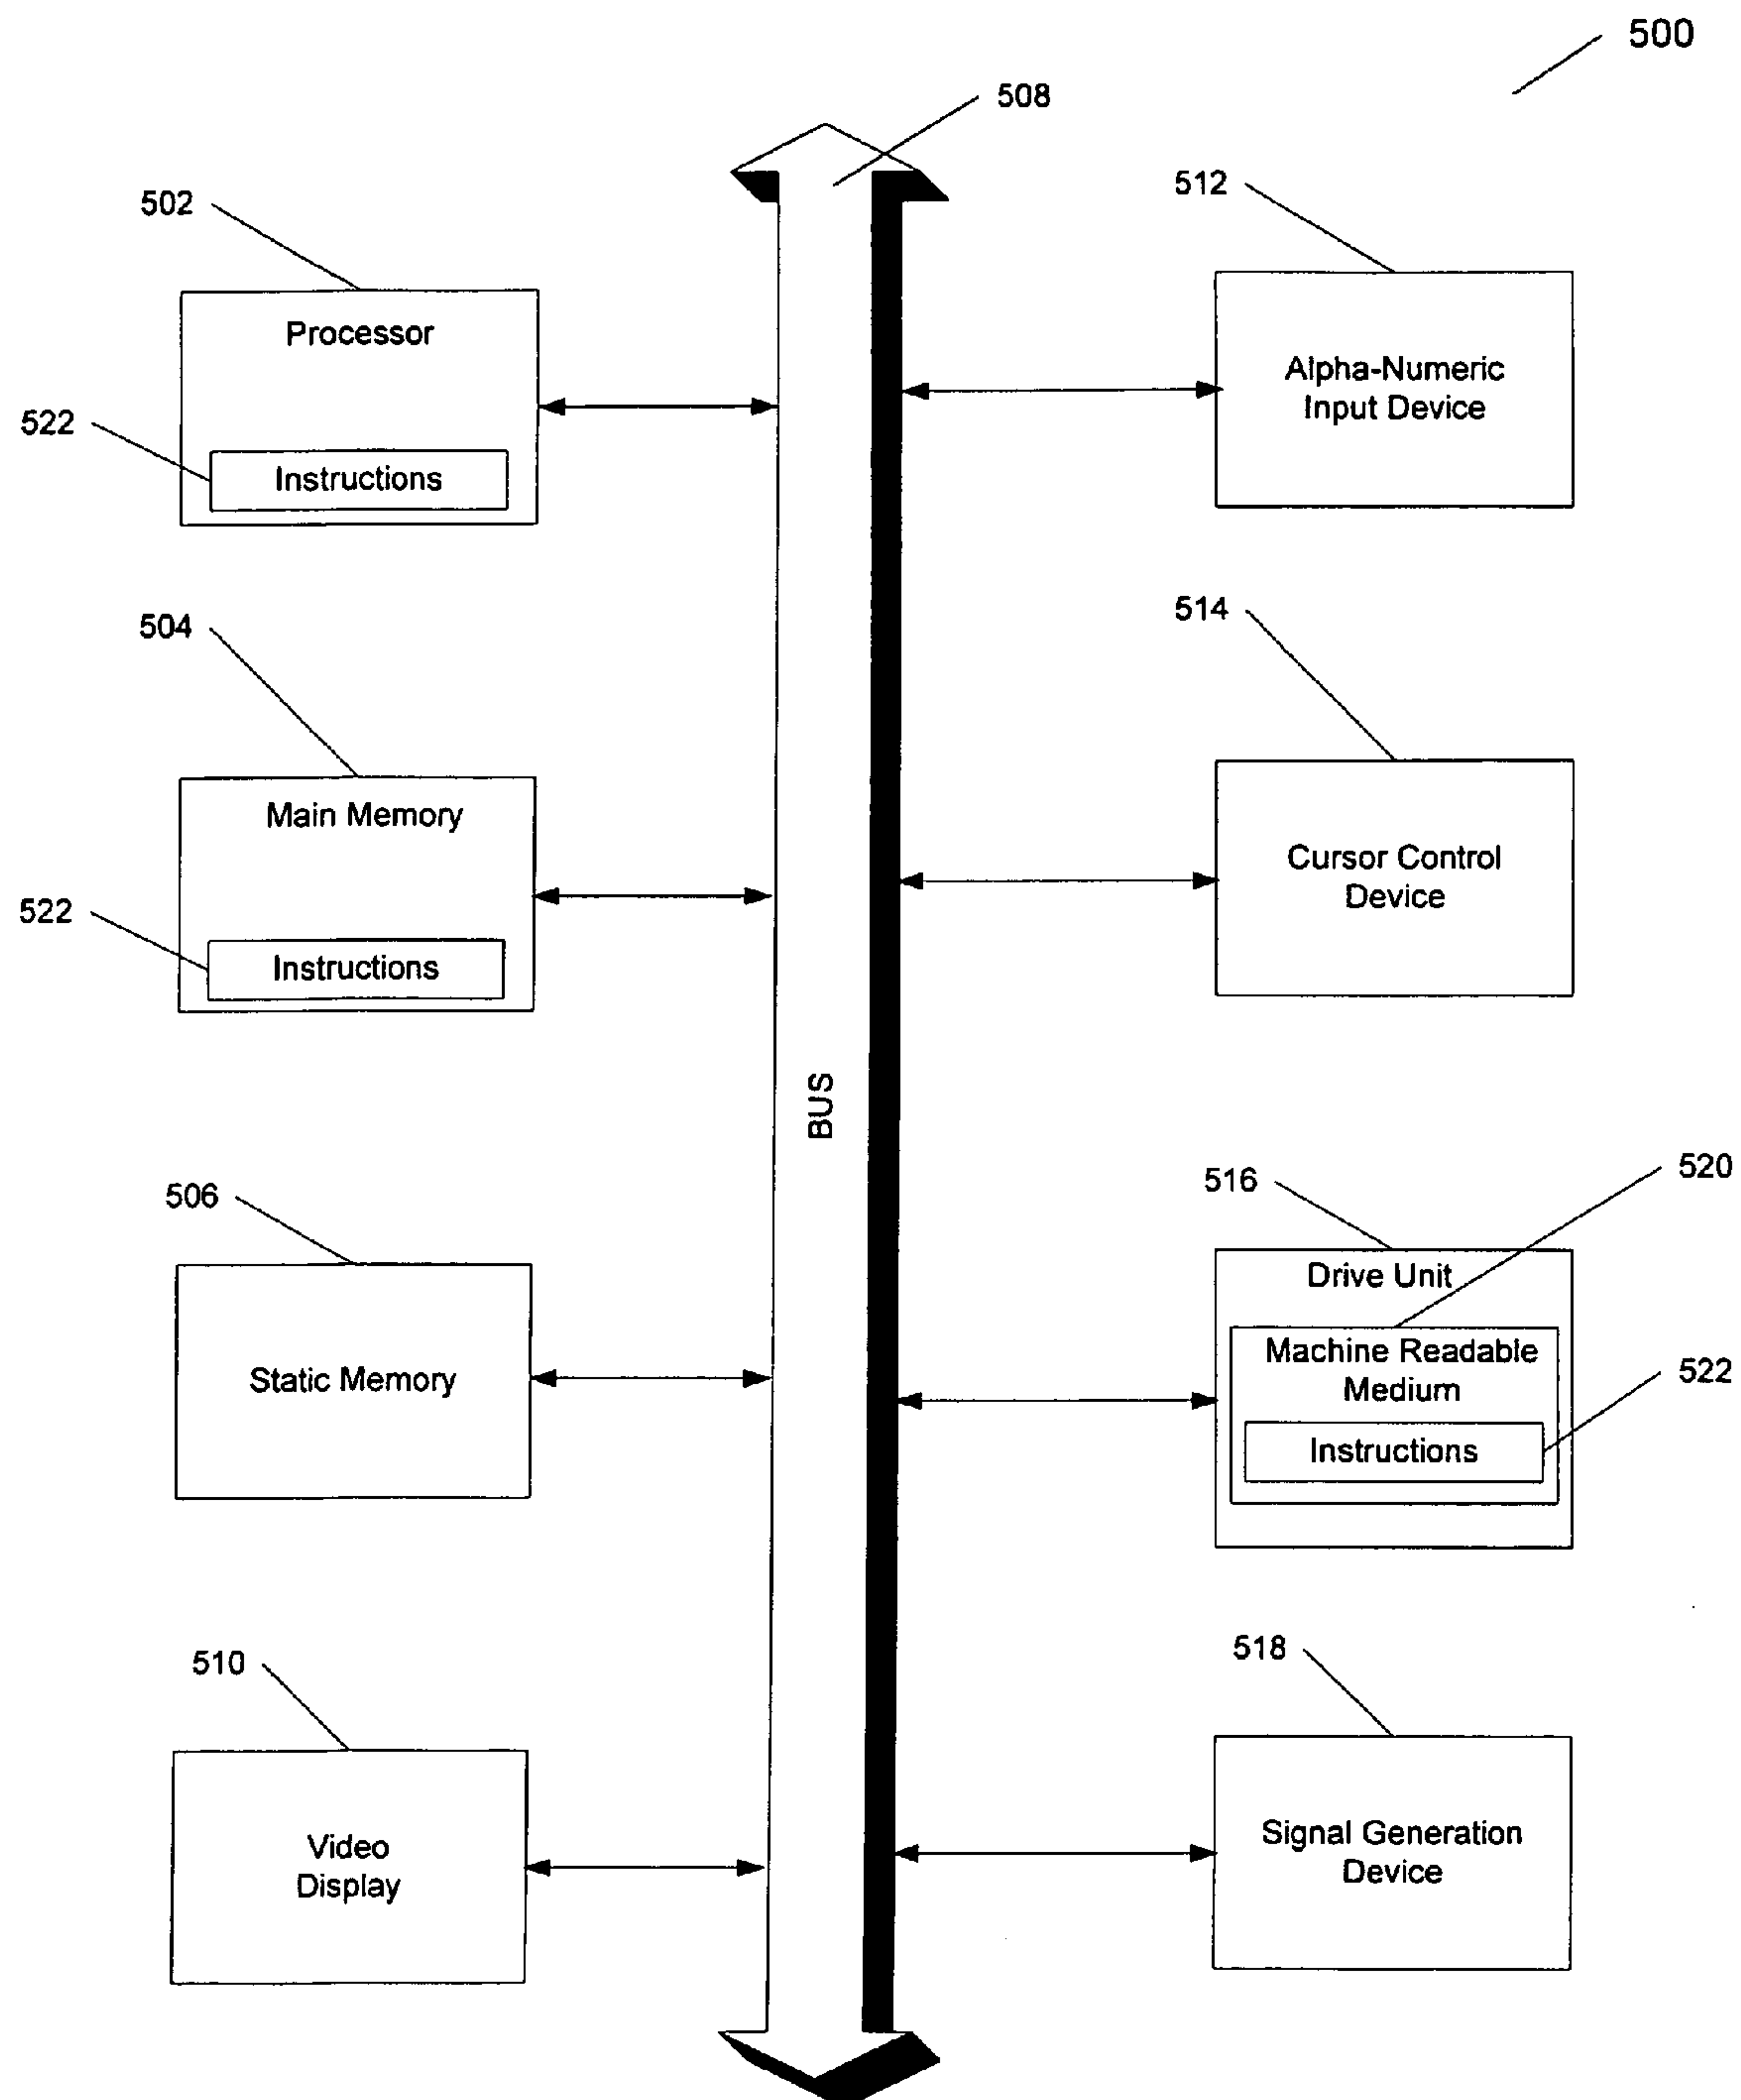 500
508
502
512
Processor
Alpha-Numeric
Input Device
522
Instructions
504
514
Main Memory
Cursor Control
Device
522
Instructions
BUS
506
516
520
Drive Unit
Static Memory
Machine Readable
Medium
522
Instructions
510
518
Video
Display
Signal Generation
Device